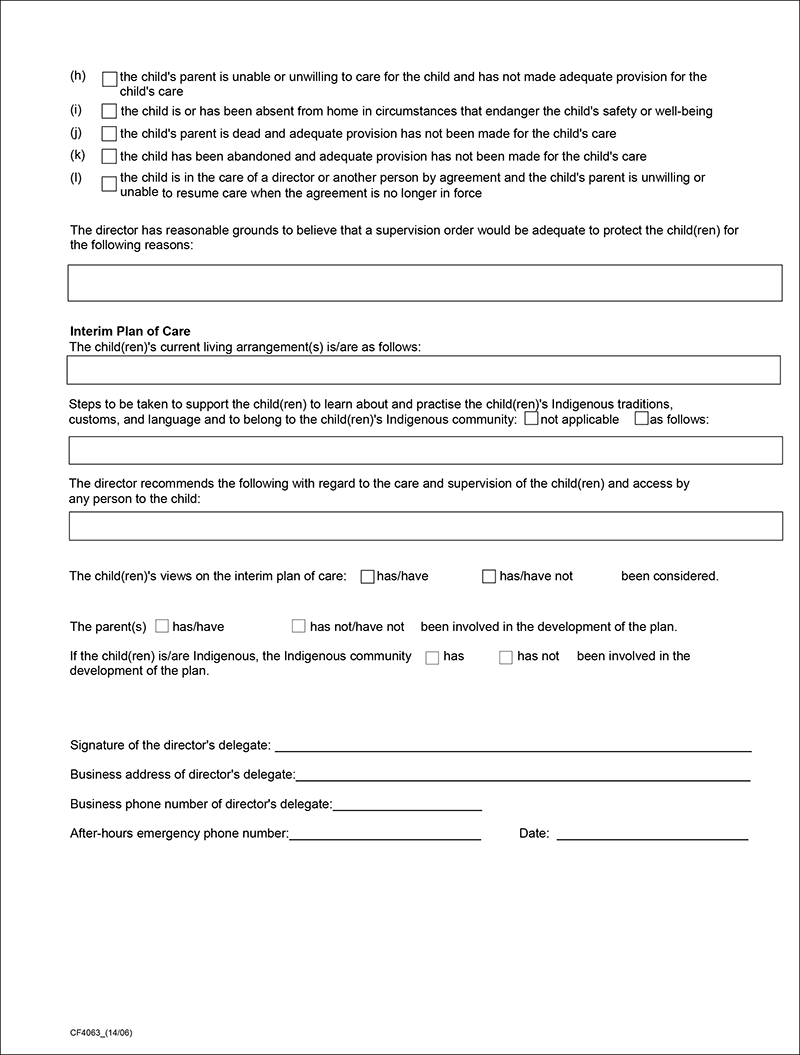 (h) the child's parent is unable or unwilling to care for the child and has not made adequate provision for the
child's care
(i) the child is or has been absent from home in circumstances that endanger the child's safety or well-being
(j) the child's parent is dead and adequate provision has not been made for the child's care
(k) the child has been abandoned and adequate provision has not been made for the child's care
(l) the child is in the care of a director or another person by agreement and the child's parent is unwilling or
unable to resume care when the agreement is no longer in force
The director has reasonable grounds to believe that a supervision order would be adequate to protect the child(ren) for
the following reasons:
Interim Plan of Care
The child(ren)'s current living arrangement(s) is/are as follows:
Steps to be taken to support the child(ren) to learn about and practise the child(ren)'s Indigenous traditions,
customs, and language and to belong to the child(ren)'s Indigenous community: not applicable as follows:
The director recommends the following with regard to the care and supervision of the child(ren) and access by
any person to the child:
The child(ren)'s views on the interim plan of care: has/have has/have not been considered.
The parent(s) has/have has not/have not been involved in the development of the plan.
If the child(ren) is/are Indigenous, the Indigenous community has has not been involved in the
development of the plan.
Signature of the director's delegate:
Business address of director's delegate:
Business phone number of director's delegate:
After-hours emergency phone number: Date:
CF4063_(14/06)